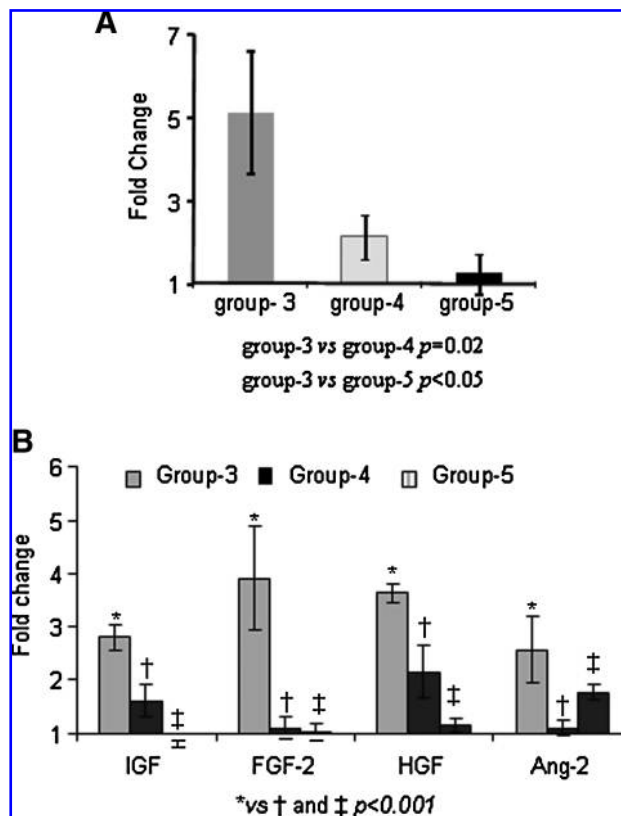 A
Fold Change
7
5
3
1
group- 3 group-4 group-5
group-3 vs group-4 p=0.02
group-3 vs group-5 p<0.05
B
Fold change
6
5
4
3
2
1
Group-3 Group-4 Group-5
* † ‡ * † ‡ * † ‡ * † ‡
IGF FGF-2 HGF Ang-2
*vs † and ‡ p<0.001